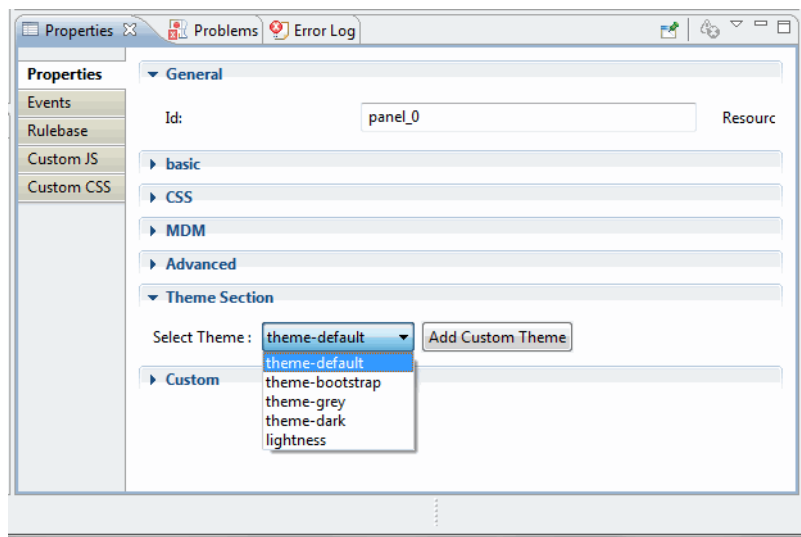 Properties Problems Error Log
Properties
Events
Rulebase
Custom JS
Custom CSS
General
Id: panel_0 Resourc
basic
CSS
MDM
Advanced
Theme Section
Select Theme : theme-default Add Custom Theme
theme-default
theme-bootstrap
theme-grey
theme-dark
lightness
Custom